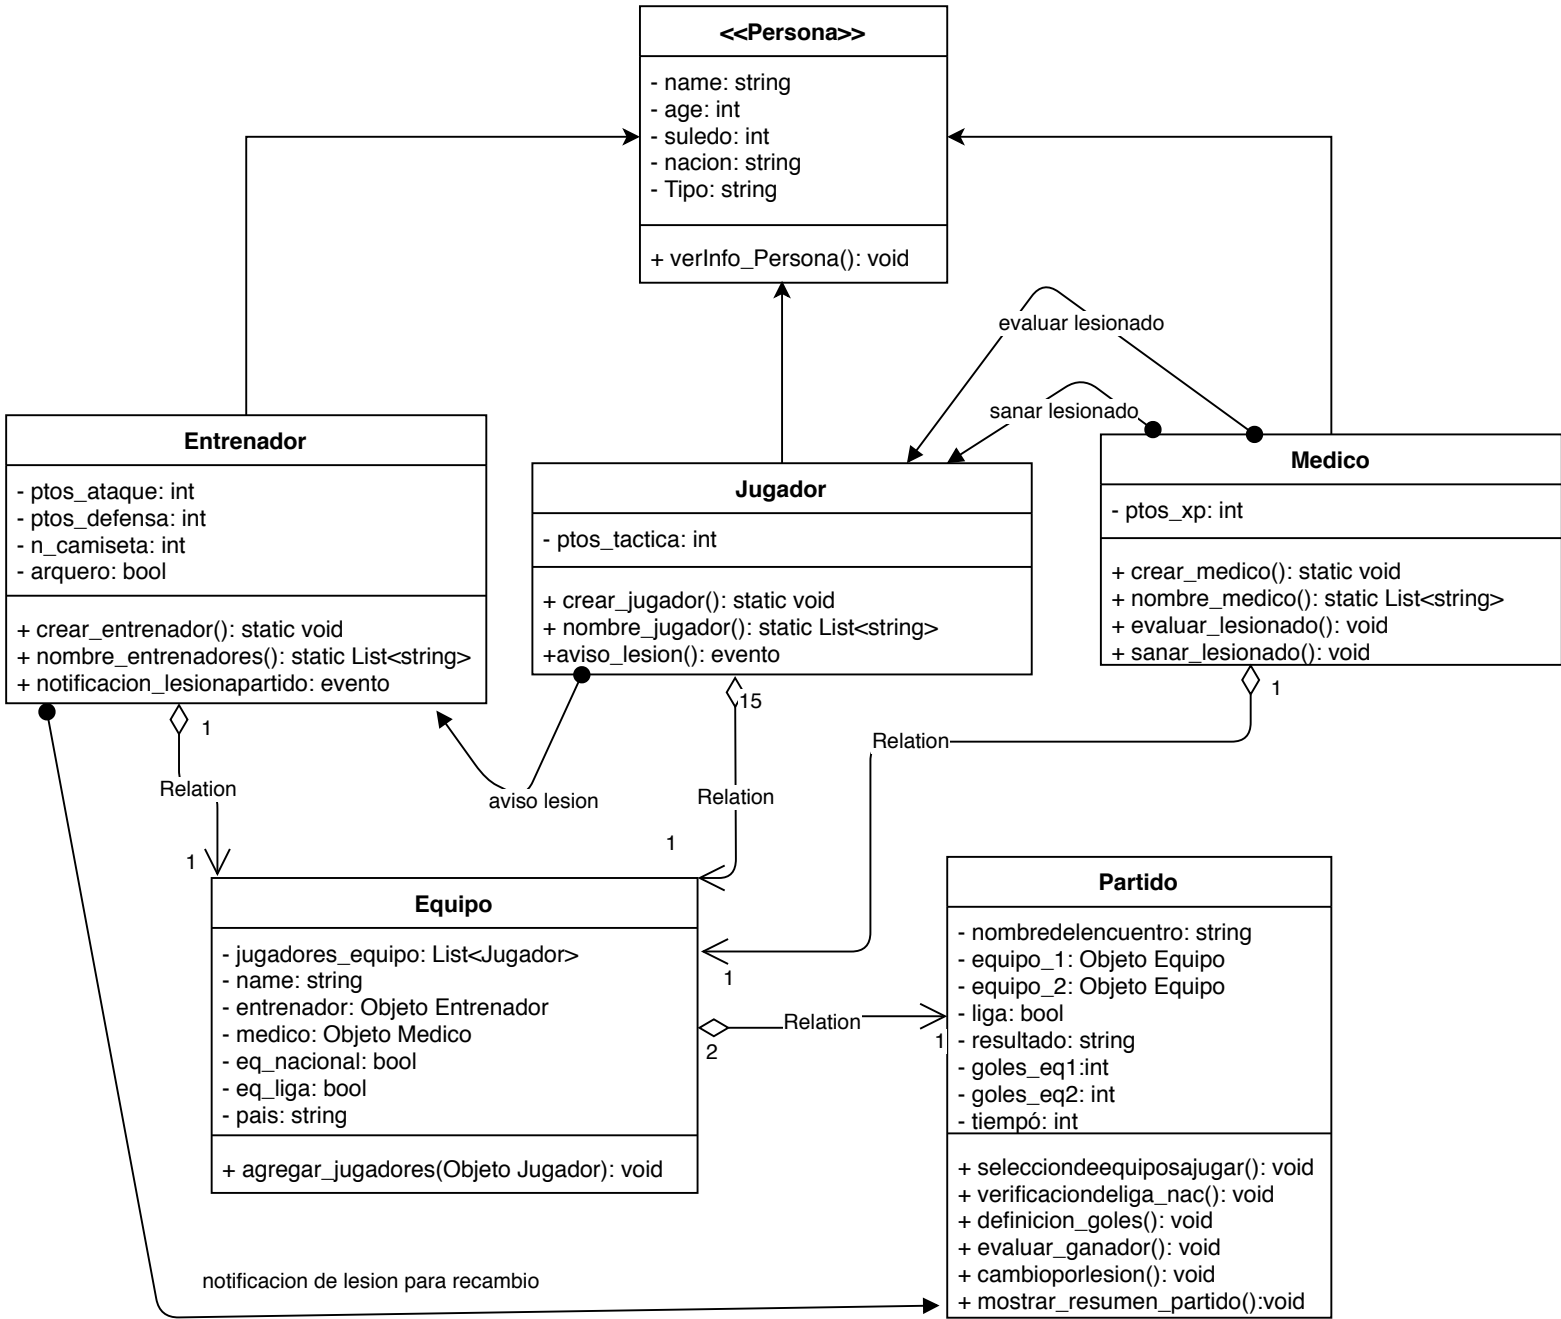 <<Persona>>
- name: string
- age: int
- suledo: int
- nacion: string
- Tipo: string
+ verInfo_Persona(): void
evaluar lesionado
sanar lesionado
Entrenador
- ptos_ataque: int
- ptos_defensa: int
- n_camiseta: int
- arquero: bool
+ crear_entrenador(): static void
+ nombre_entrenadores(): static List<string>
+ notificacion_lesionapartido: evento
Jugador
- ptos_tactica: int
+ crear_jugador(): static void
+ nombre_jugador(): static List<string>
+aviso_lesion(): evento
Medico
- ptos_xp: int
+ crear_medico(): static void
+ nombre_medico(): static List<string>
+ evaluar_lesionado(): void
+ sanar_lesionado(): void
1
15
1
Relation
Relation
Relation
aviso lesion
1
1
1
Equipo
- jugadores_equipo: List<Jugador>
- name: string
- entrenador: Objeto Entrenador
- medico: Objeto Medico
- eq_nacional: bool
- eq_liga: bool
- pais: string
+ agregar_jugadores(Objeto Jugador): void
Relation
2
1
Partido
- nombredelencuentro: string
- equipo_1: Objeto Equipo
- equipo_2: Objeto Equipo
- liga: bool
- resultado: string
- goles_eq1:int
- goles_eq2: int
- tiempó: int
+ selecciondeequiposajugar(): void
+ verificaciondeliga_nac(): void
+ definicion_goles(): void
+ evaluar_ganador(): void
+ cambioporlesion(): void
+ mostrar_resumen_partido():void
notificacion de lesion para recambio